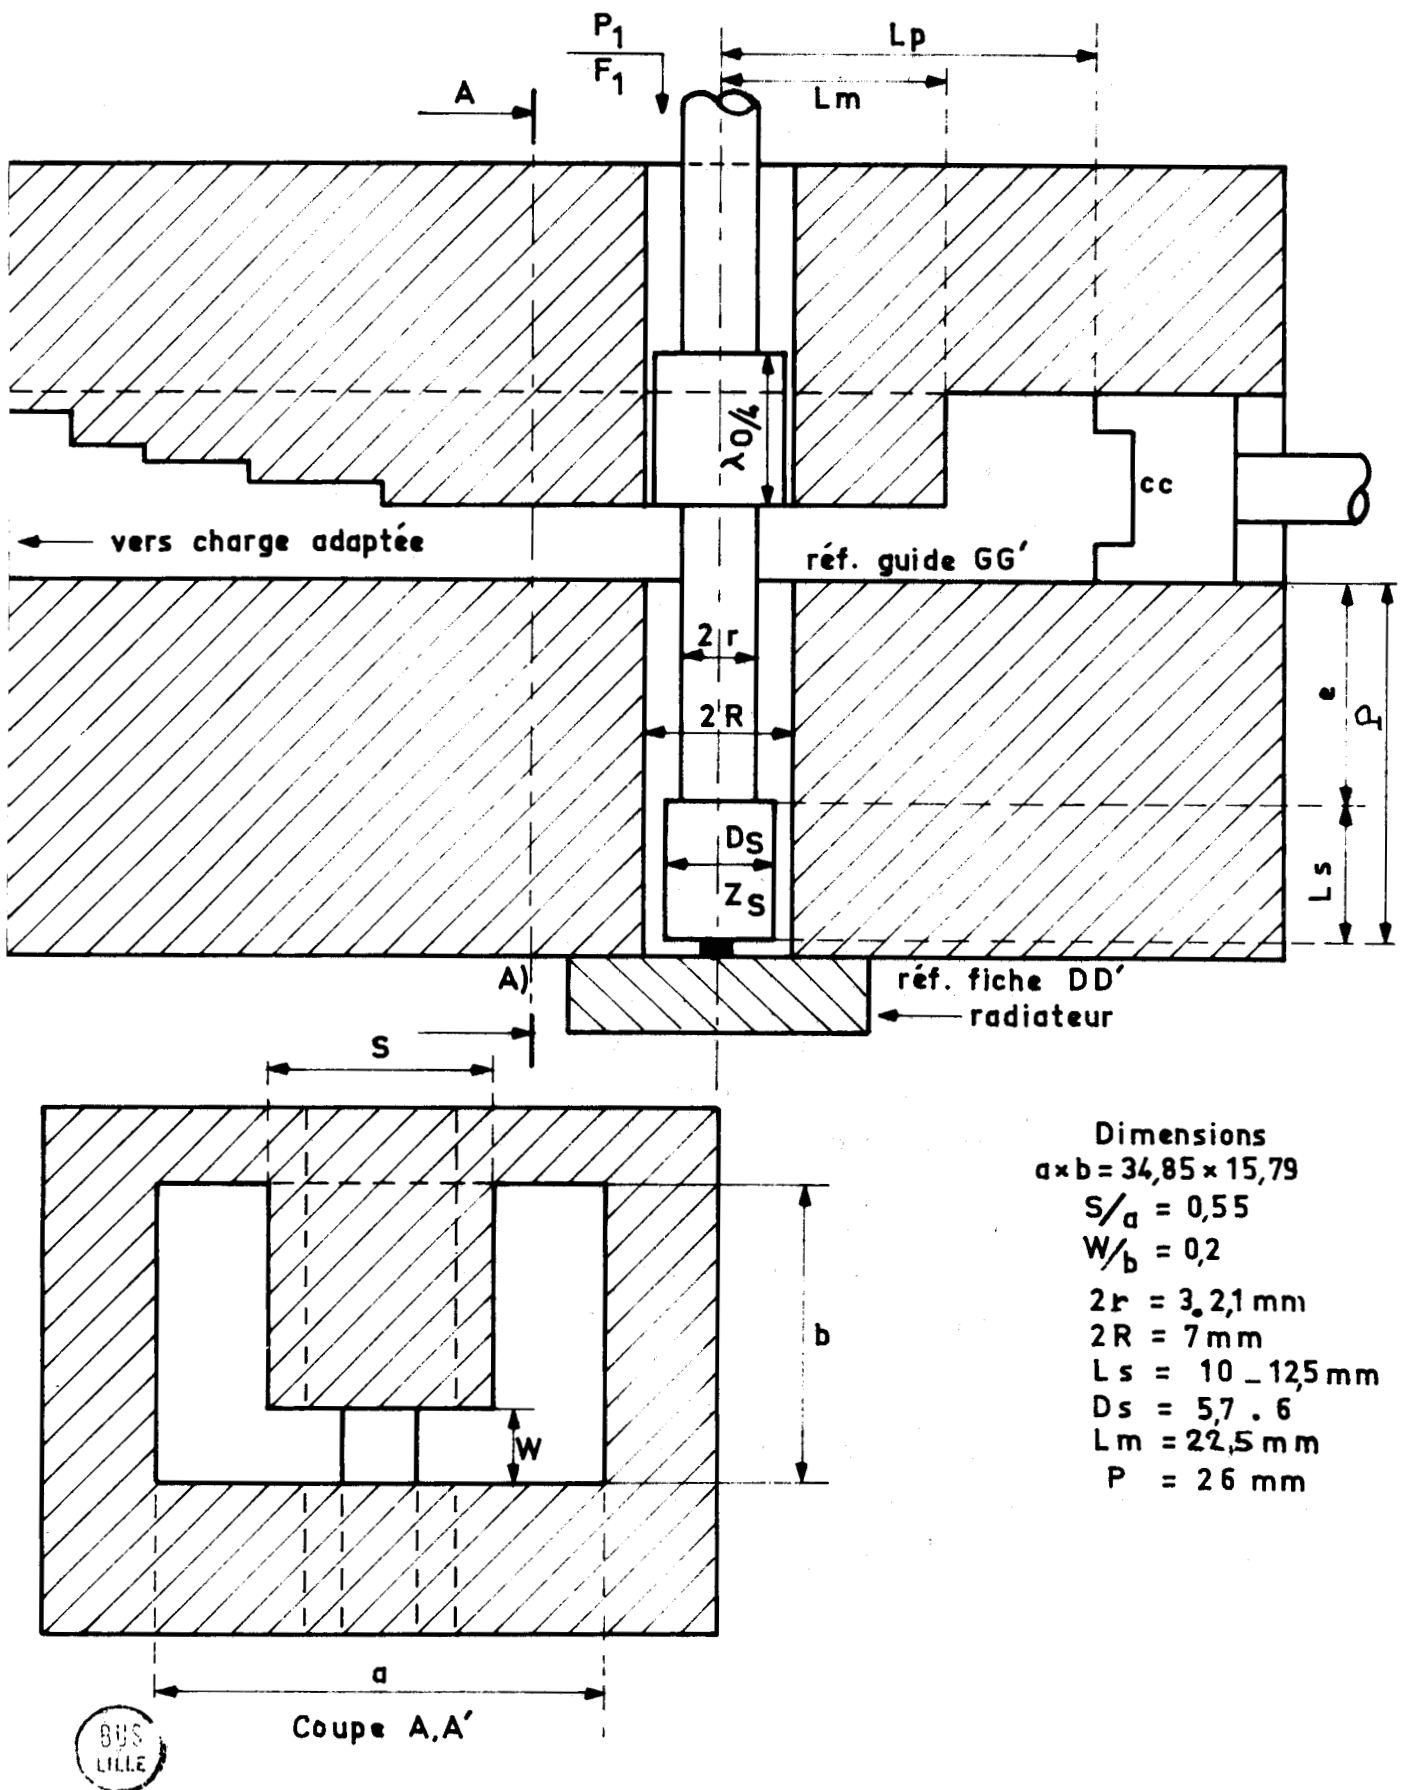 P1
F1
Lp
Lm
A
λ0/4
cc
vers charge adaptée
réf. guide GG′
2 r
2 R
e
P
Ls
DS
ZS
A)
réf. fiche DD′
radiateur
S
b
W
a
Coupe A,A′
Dimensions
a×b = 34,85 × 15,79
S/a = 0,55
W/b = 0,2
2r = 3.2,1 mm
2R = 7 mm
Ls = 10 _ 12,5 mm
Ds = 5,7 . 6
Lm = 22,5 mm
P = 26 mm
BUS
LILLE